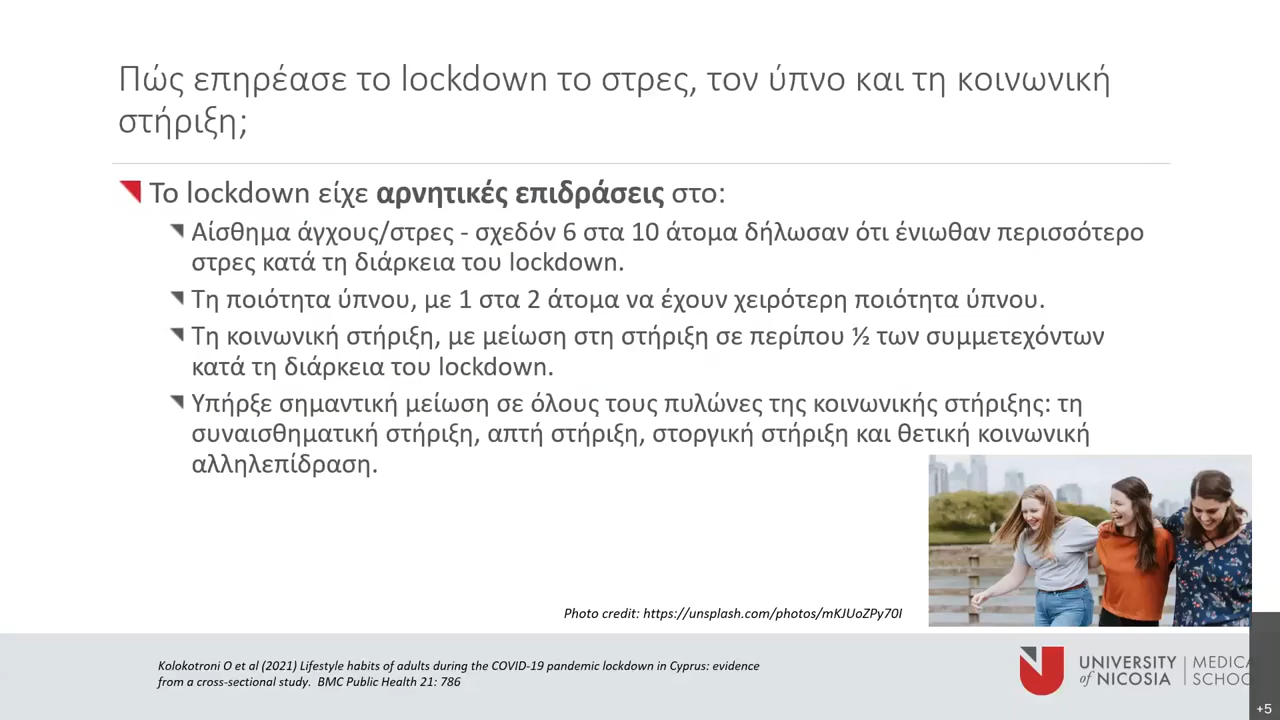 Πώς επηρέασε το lockdown το στρες, τον ύπνο και τη κοινωνική
στήριξη;
Το lockdown είχε αρνητικές επιδράσεις στο:
Αίσθημα άγχους/στρες - σχεδόν 6 στα 10 άτομα δήλωσαν ότι ένιωθαν περισσότερο
στρες κατά τη διάρκεια του lockdown.
Τη ποιότητα ύπνου, με 1 στα 2 άτομα να έχουν χειρότερη ποιότητα ύπνου.
Τη κοινωνική στήριξη, με μείωση στη στήριξη σε περίπου ½ των συμμετεχόντων
κατά τη διάρκεια του lockdown.
Υπήρξε σημαντική μείωση σε όλους τους πυλώνες της κοινωνικής στήριξης: τη
συναισθηματική στήριξη, απτή στήριξη, στοργική στήριξη και θετική κοινωνική
αλληλεπίδραση.
Photo credit: https://unsplash.com/photos/mKJUoZPy70I
Kolokotroni O et al (2021) Lifestyle habits of adults during the COVID-19 pandemic lockdown in Cyprus: evidence
from a cross-sectional study. BMC Public Health 21: 786
UNIVERSITY of NICOSIA
MEDICA
SCHOO
+5